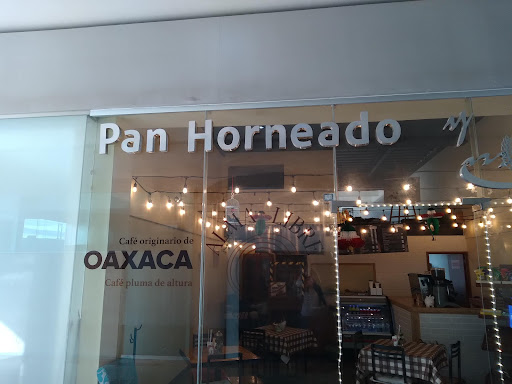 Pan Horneado y
Café originario de
OAXACA
Café pluma de altura